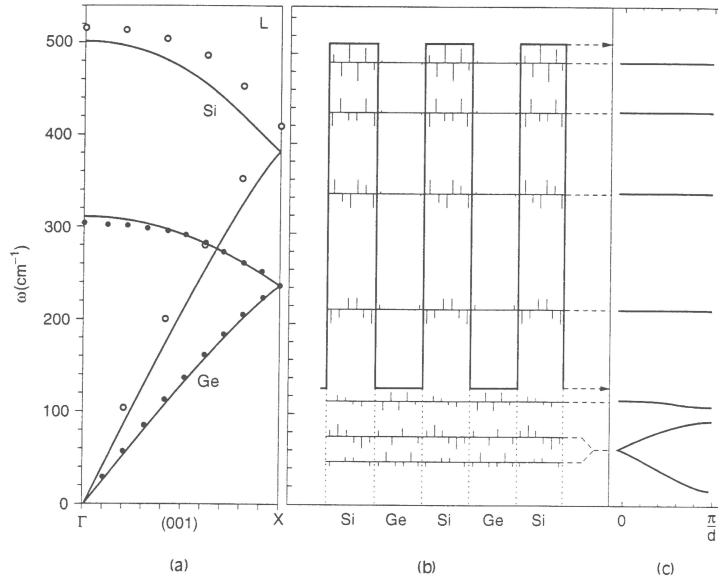 500
400
300
200
100
0
ω(cm⁻¹)
L
Si
Ge
Γ
(001)
X
(a)
Si
Ge
Si
Ge
Si
(b)
0
π/d
(c)